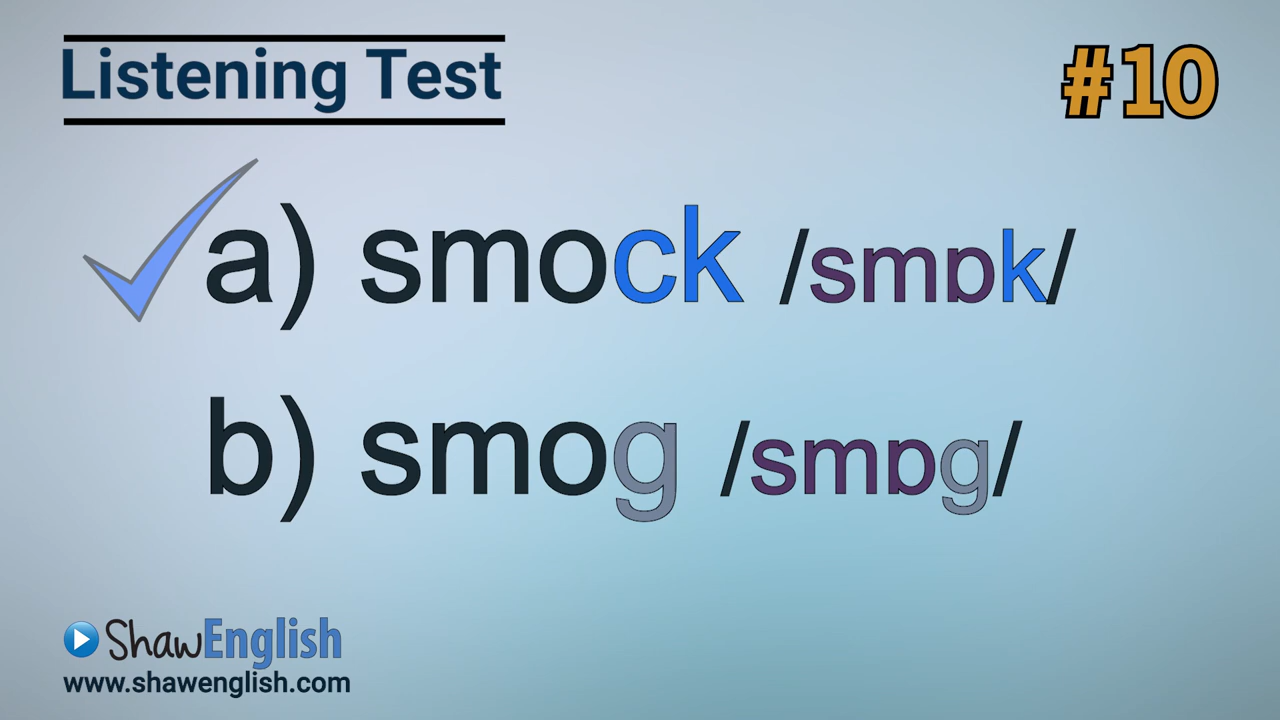 Listening Test
#10
a) smock /smɒk/
b) smog /smɒg/
ShawEnglish
www.shawenglish.com